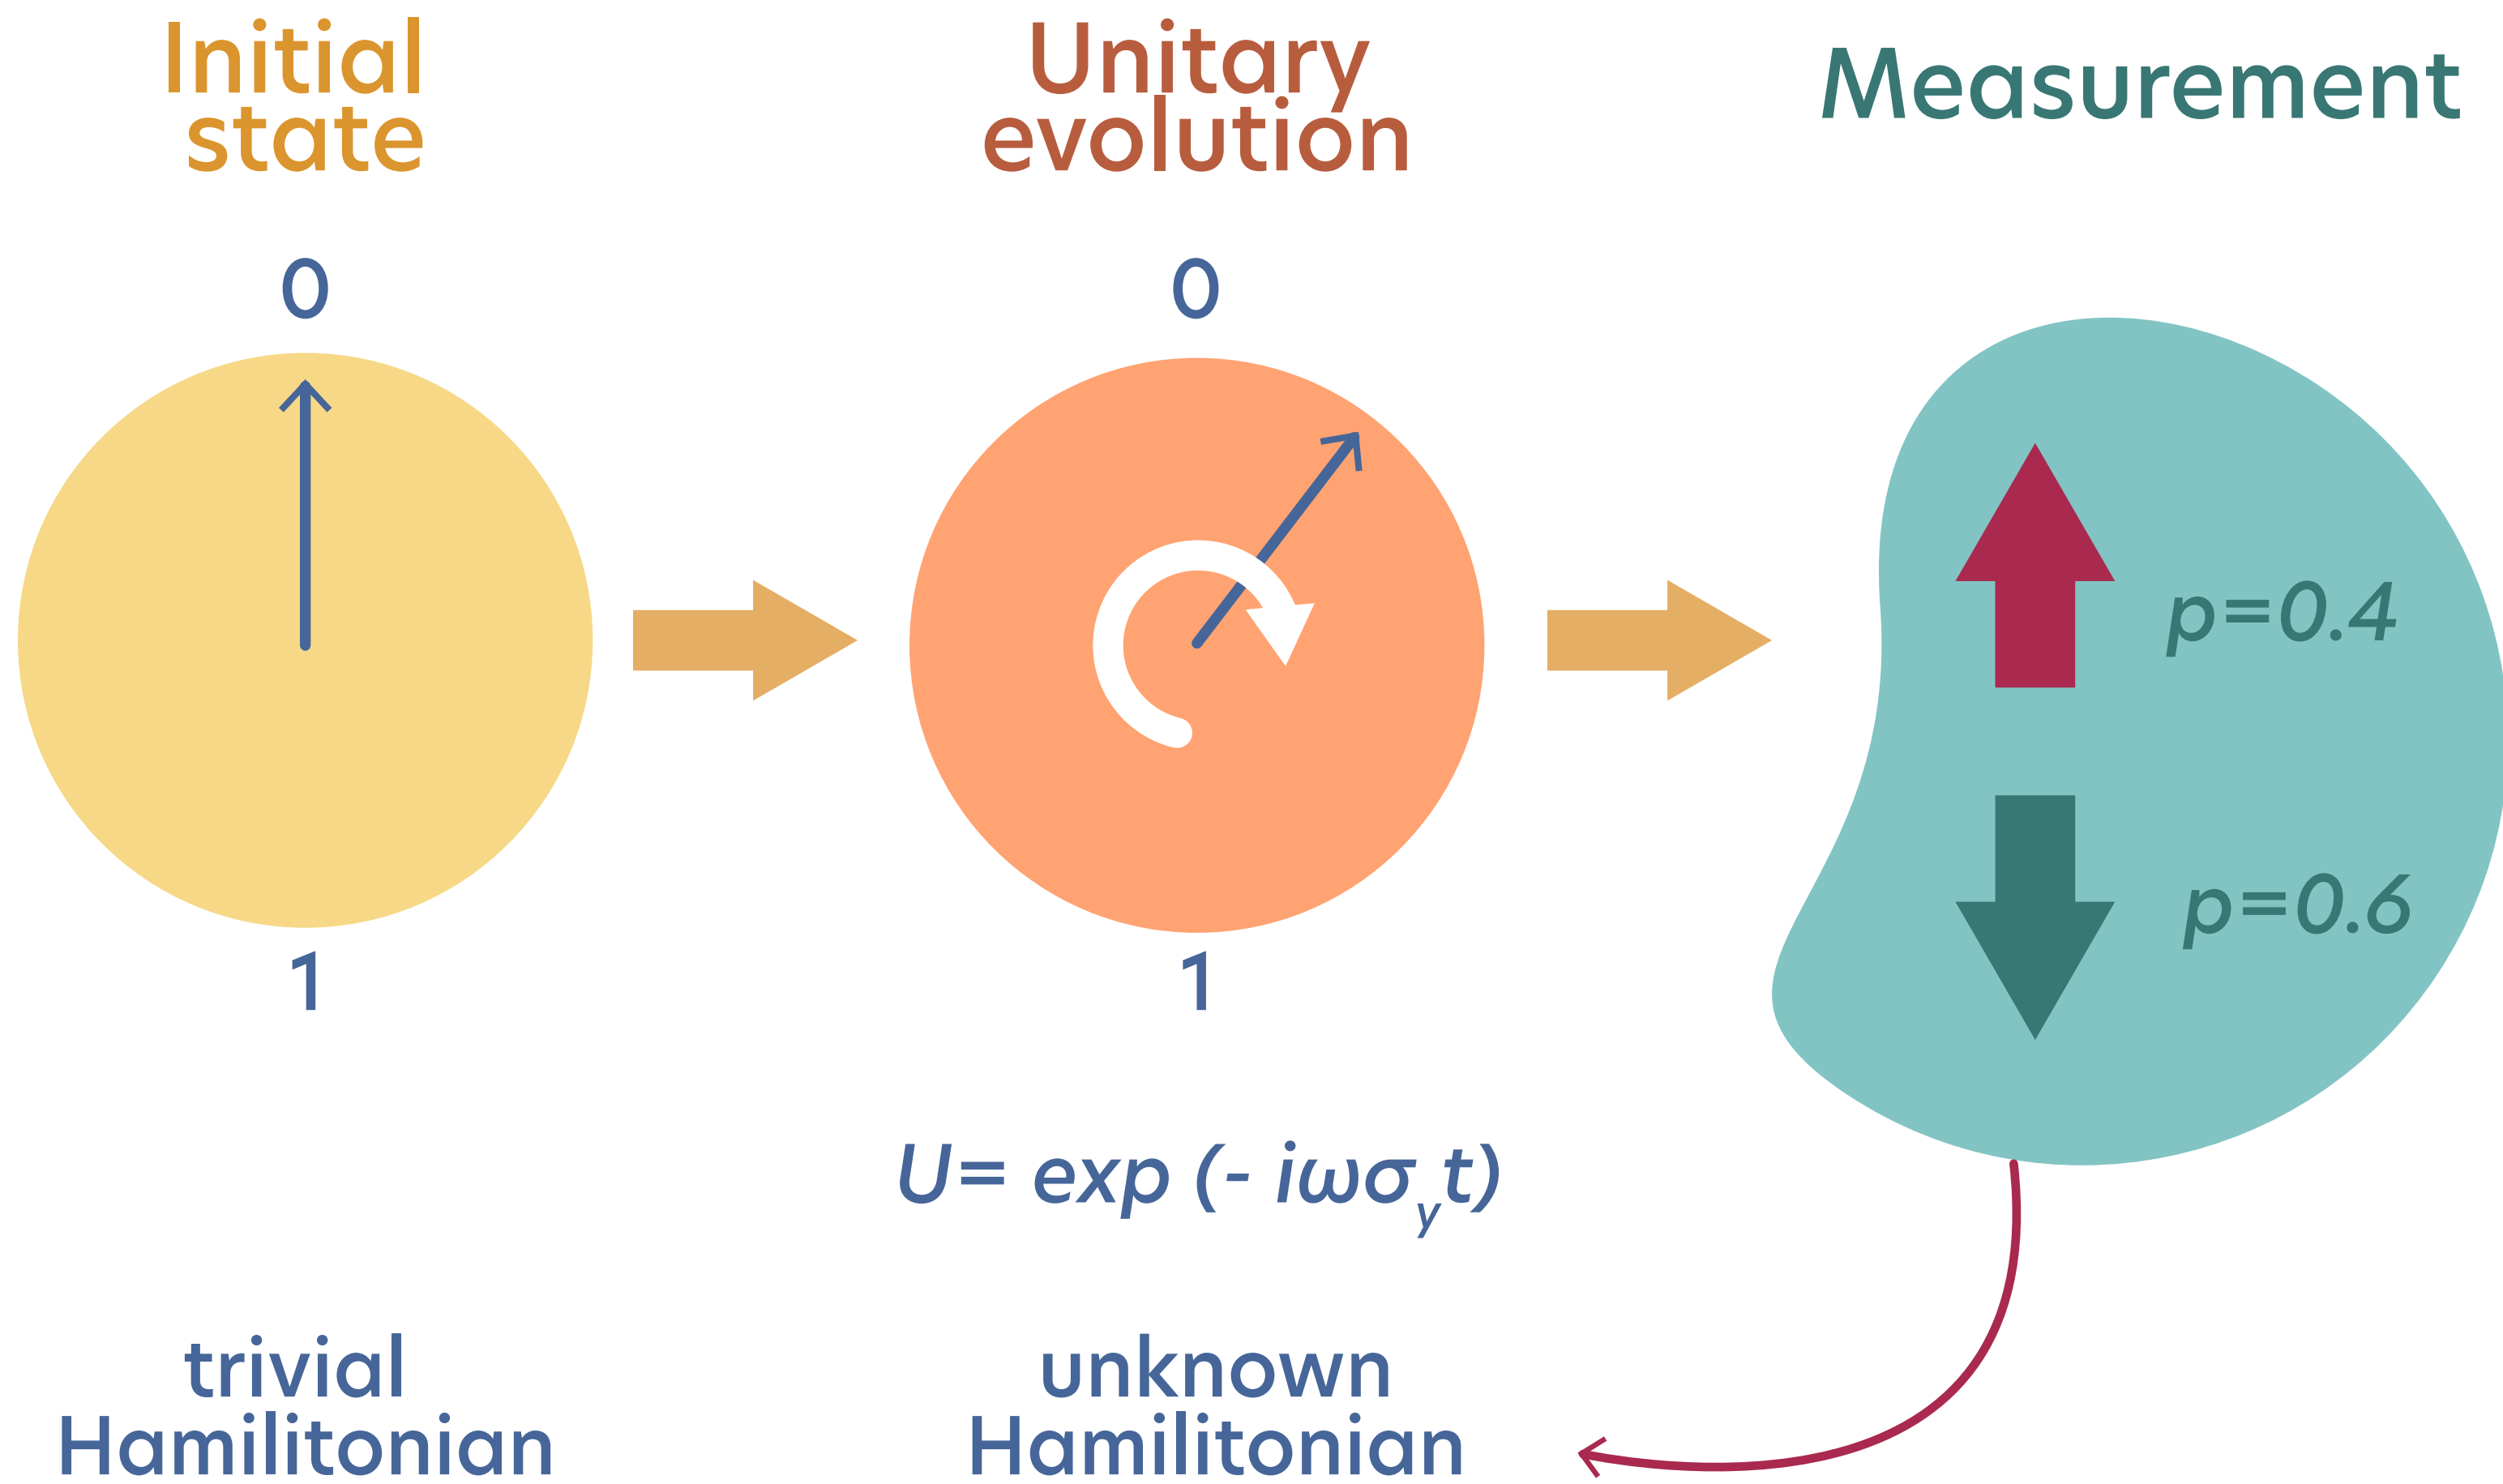 Initial
state
Unitary
evolution
Measurement
0
0
p=0.4
p=0.6
1
1
U= exp (- iωσyt)
trivial
Hamilitonian
unknown
Hamilitonian